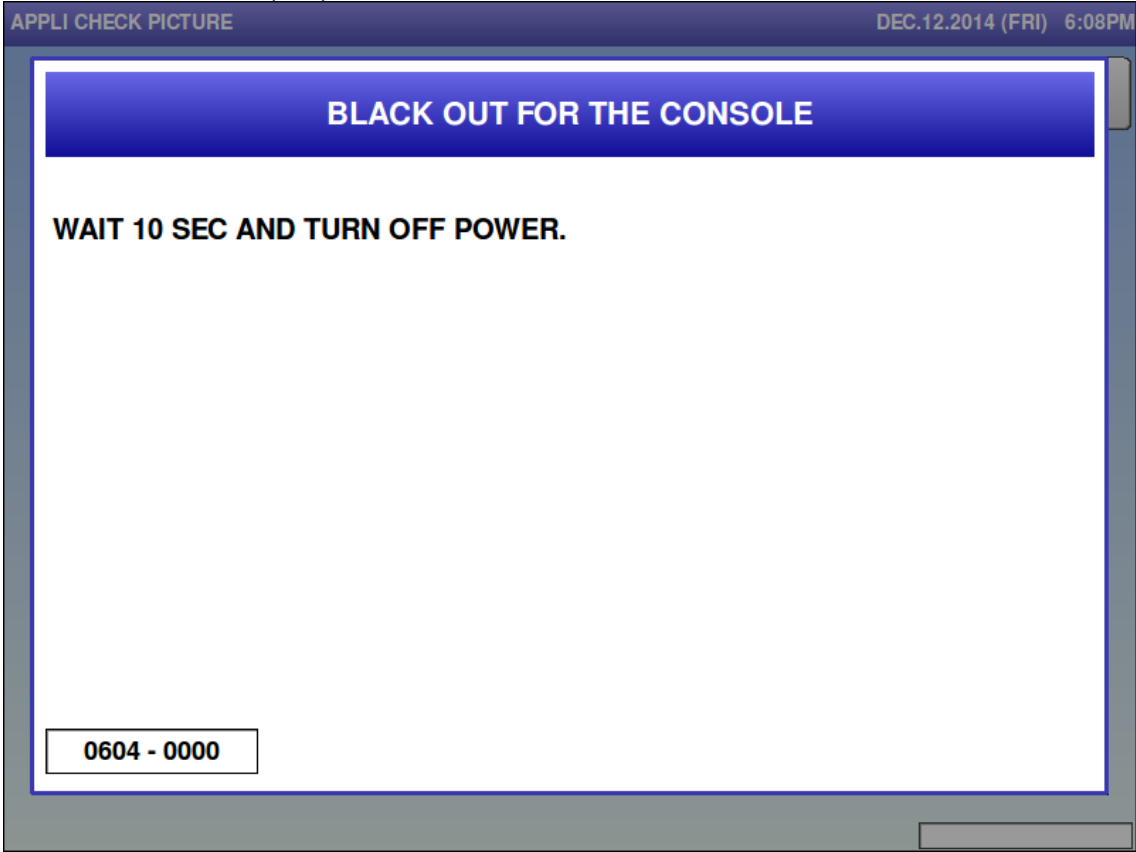 APPLI CHECK PICTURE DEC.12.2014 (FRI) 6:08PM
BLACK OUT FOR THE CONSOLE
WAIT 10 SEC AND TURN OFF POWER.
0604 - 0000